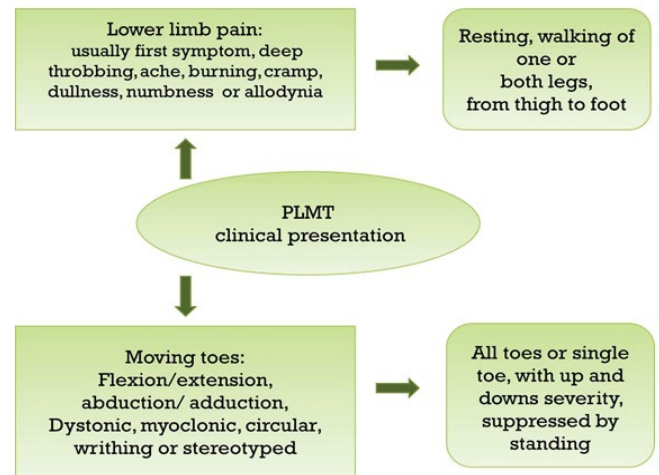 Lower limb pain:
usually first symptom, deep
throbbing, ache, burning, cramp,
dullness, numbness or allodynia
Resting, walking of
one or
both legs,
from thigh to foot
PLMT
clinical presentation
Moving toes:
Flexion/extension,
abduction/ adduction,
Dystonic, myoclonic, circular,
writhing or stereotyped
All toes or single
toe, with up and
downs severity,
suppressed by
standing